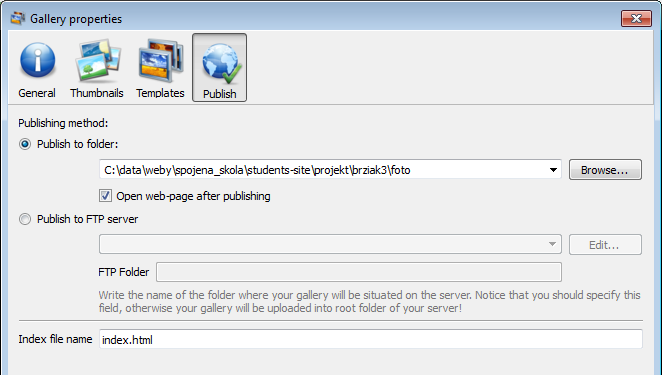 Gallery properties
General Thumbnails Templates Publish
Publishing method:
Publish to folder:
C:\data\weby\spojena_skola\students-site\projekt\brziak3\foto Browse...
Open web-page after publishing
Publish to FTP server
Edit...
FTP Folder
Write the name of the folder where your gallery will be situated on the server. Notice that you should specify this
field, otherwise your gallery will be uploaded into root folder of your server!
Index file name index.html